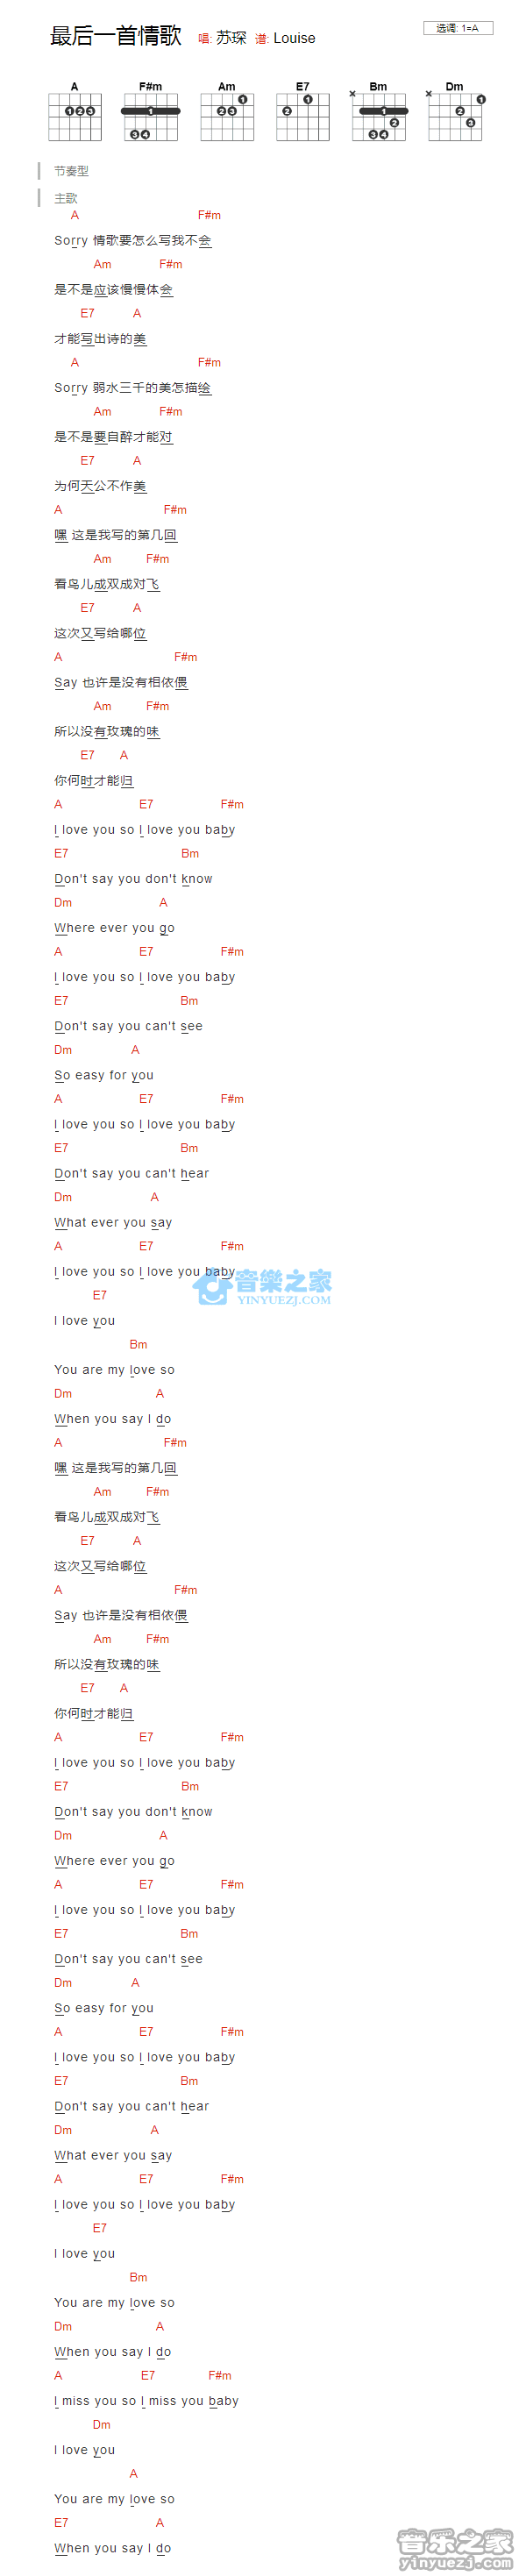 最后一首情歌 唱: 苏琛 谱: Louise 选调: 1=A
A F#m Am E7 Bm Dm
节奏型
主歌
A F#m
Sorry 情歌要怎么写我不会
Am F#m
是不是应该慢慢体会
E7 A
才能写出诗的美
A F#m
Sorry 弱水三千的美怎描绘
Am F#m
是不是要自醉才能对
E7 A
为何天公不作美
A F#m
嘿 这是我写的第几回
Am F#m
看鸟儿成双成对飞
E7 A
这次又写给哪位
A F#m
Say 也许是没有相依偎
Am F#m
所以没有玫瑰的味
E7 A
你何时才能归
A E7 F#m
I love you so I love you baby
E7 Bm
Don't say you don't know
Dm A
Where ever you go
A E7 F#m
I love you so I love you baby
E7 Bm
Don't say you can't see
Dm A
So easy for you
A E7 F#m
I love you so I love you baby
E7 Bm
Don't say you can't hear
Dm A
What ever you say
A E7 F#m
I love you so I love you baby
音樂之家
YINYUEZJ.COM
E7
I love you
Bm
You are my love so
Dm A
When you say I do
A F#m
嘿 这是我写的第几回
Am F#m
看鸟儿成双成对飞
E7 A
这次又写给哪位
A F#m
Say 也许是没有相依偎
Am F#m
所以没有玫瑰的味
E7 A
你何时才能归
A E7 F#m
I love you so I love you baby
E7 Bm
Don't say you don't know
Dm A
Where ever you go
A E7 F#m
I love you so I love you baby
E7 Bm
Don't say you can't see
Dm A
So easy for you
A E7 F#m
I love you so I love you baby
E7 Bm
Don't say you can't hear
Dm A
What ever you say
A E7 F#m
I love you so I love you baby
E7
I love you
Bm
You are my love so
Dm A
When you say I do
A E7 F#m
I miss you so I miss you baby
Dm
I love you
A
You are my love so
E7 A
When you say I do
音乐之家
yinyuezj.com